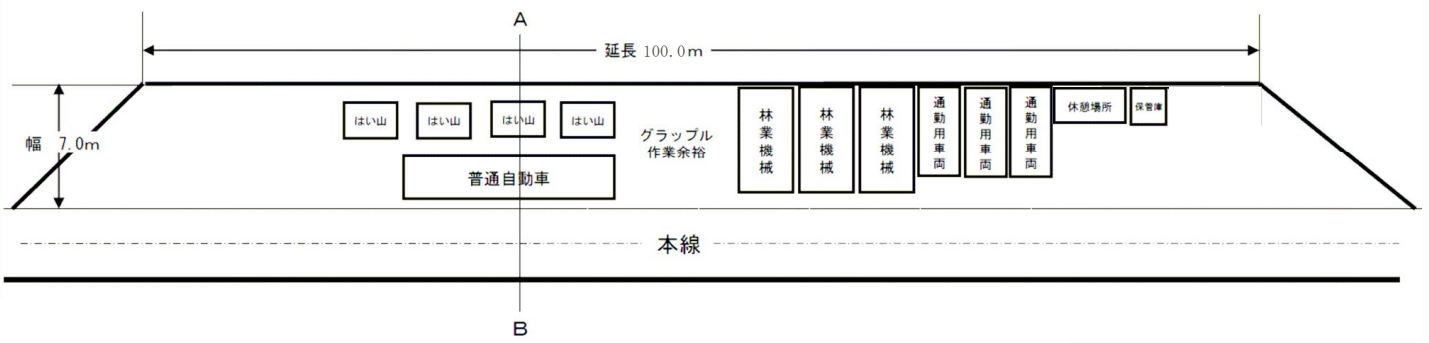 A
延長 100.0m
幅 7.0m
はい山
はい山
はい山
はい山
グラップル
作業余裕
普通自動車
林業機械
林業機械
林業機械
通勤用車両
通勤用車両
通勤用車両
休憩場所
保管庫
本線
B